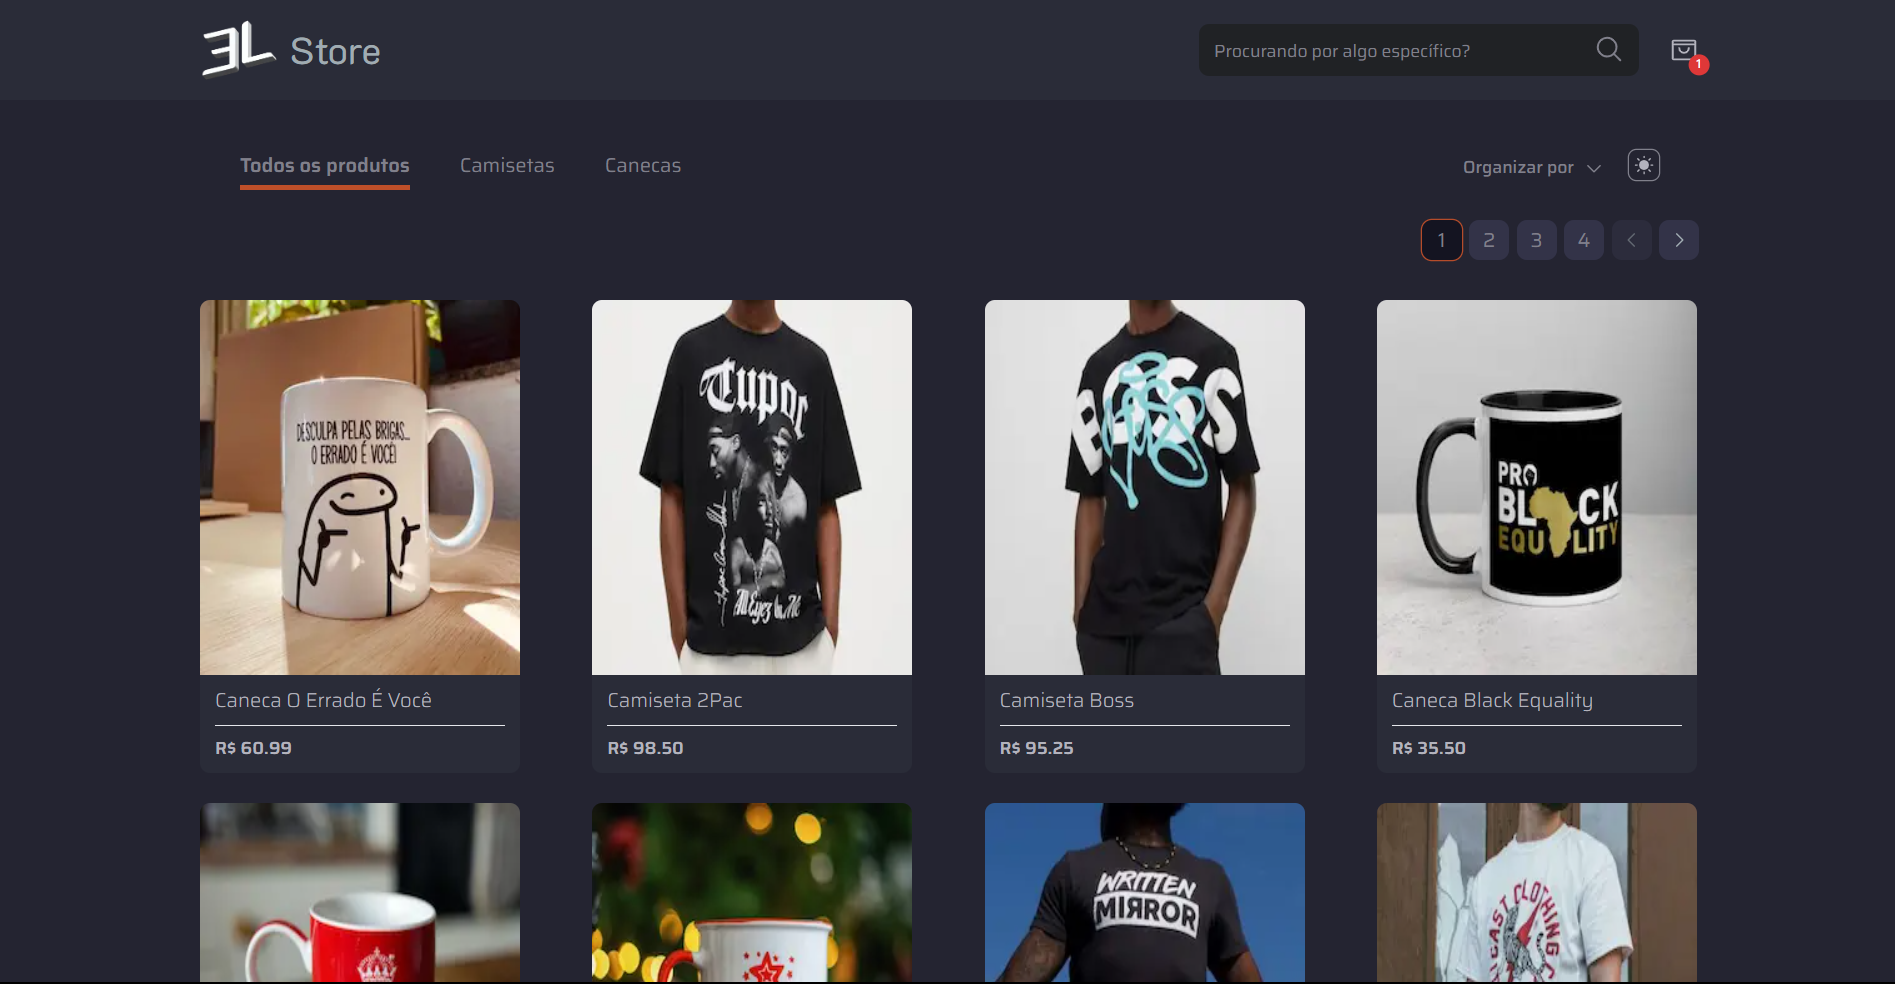 3L Store
Procurando por algo específico?
1
Todos os produtos
Camisetas
Canecas
Organizar por
1 2 3 4
DESCULPA PELAS BRIGAS...
O ERRADO É VOCÊ!
Tupac
All Eyez On Me
BOSS
PRO
BLACK
EQUALITY
Caneca O Errado É Você
R$ 60.99
Camiseta 2Pac
R$ 98.50
Camiseta Boss
R$ 95.25
Caneca Black Equality
R$ 35.50
WRITTEN
MIRROR
CAST CLOTHING